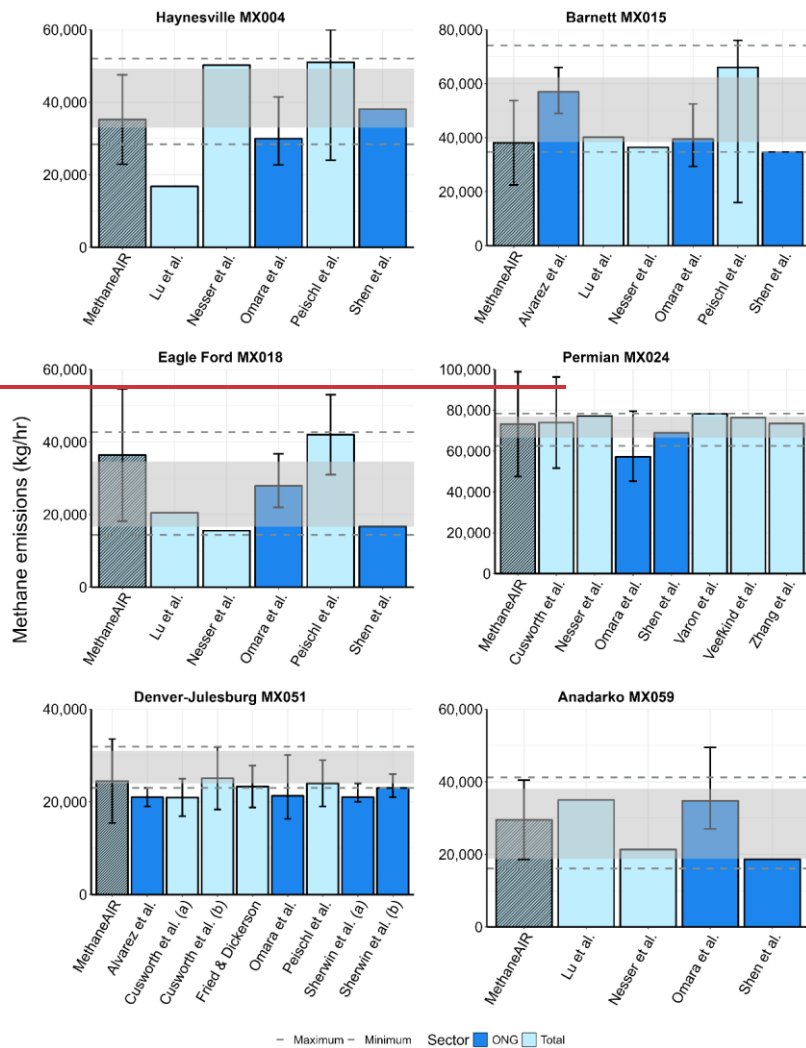 Haynesville MX004
60,000
40,000
20,000
0
MethaneAIR
Lu et al.
Nesser et al.
Omara et al.
Peischl et al.
Shen et al.
Barnett MX015
80,000
60,000
40,000
20,000
0
MethaneAIR
Alvarez et al.
Lu et al.
Nesser et al.
Omara et al.
Peischl et al.
Shen et al.
Methane emissions (kg/hr)
Eagle Ford MX018
60,000
40,000
20,000
0
MethaneAIR
Lu et al.
Nesser et al.
Omara et al.
Peischl et al.
Shen et al.
Permian MX024
100,000
80,000
60,000
40,000
20,000
0
MethaneAIR
Cusworth et al.
Nesser et al.
Omara et al.
Shen et al.
Varon et al.
Veefkind et al.
Zhang et al.
Denver-Julesburg MX051
40,000
20,000
0
MethaneAIR
Alvarez et al.
Cusworth et al. (a)
Cusworth et al. (b)
Fried & Dickerson
Omara et al.
Peischl et al.
Sherwin et al. (a)
Sherwin et al. (b)
Anadarko MX059
60,000
40,000
20,000
0
MethaneAIR
Lu et al.
Nesser et al.
Omara et al.
Shen et al.
Maximum Minimum Sector ONG Total